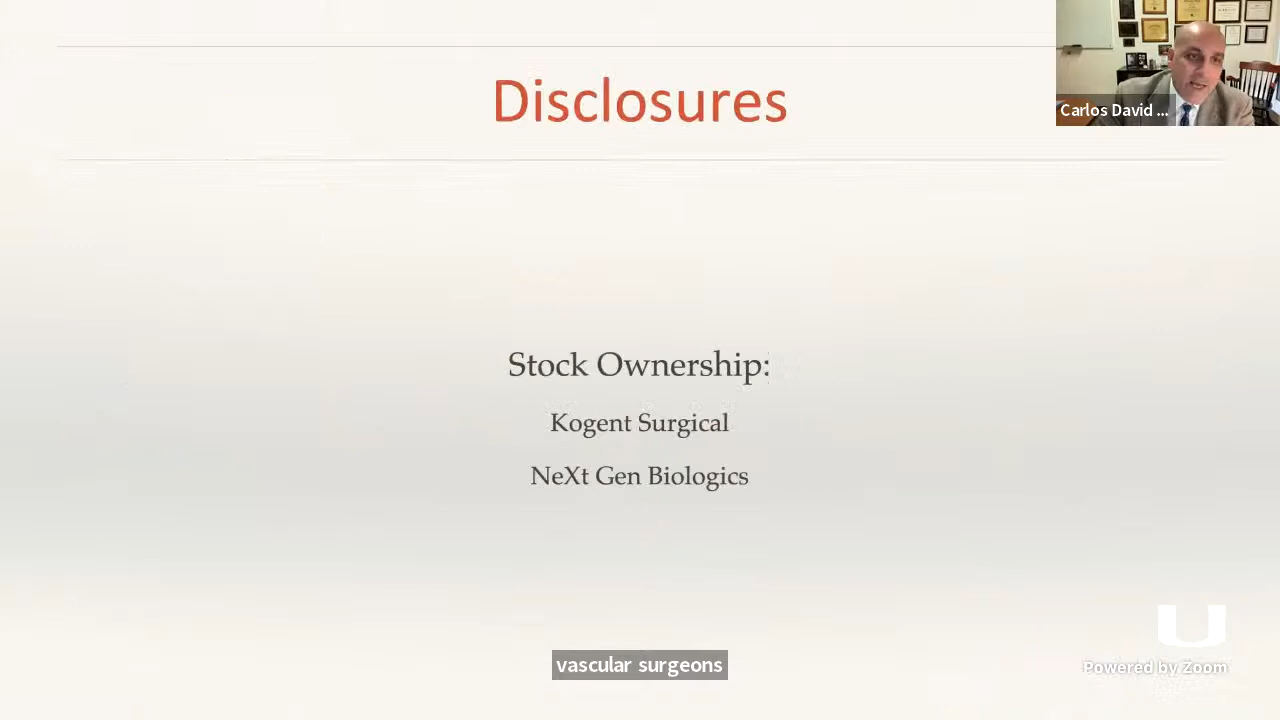 Disclosures
Carlos David ...
Stock Ownership:
Kogent Surgical
NeXt Gen Biologics
vascular surgeons
U
Powered by Zoom